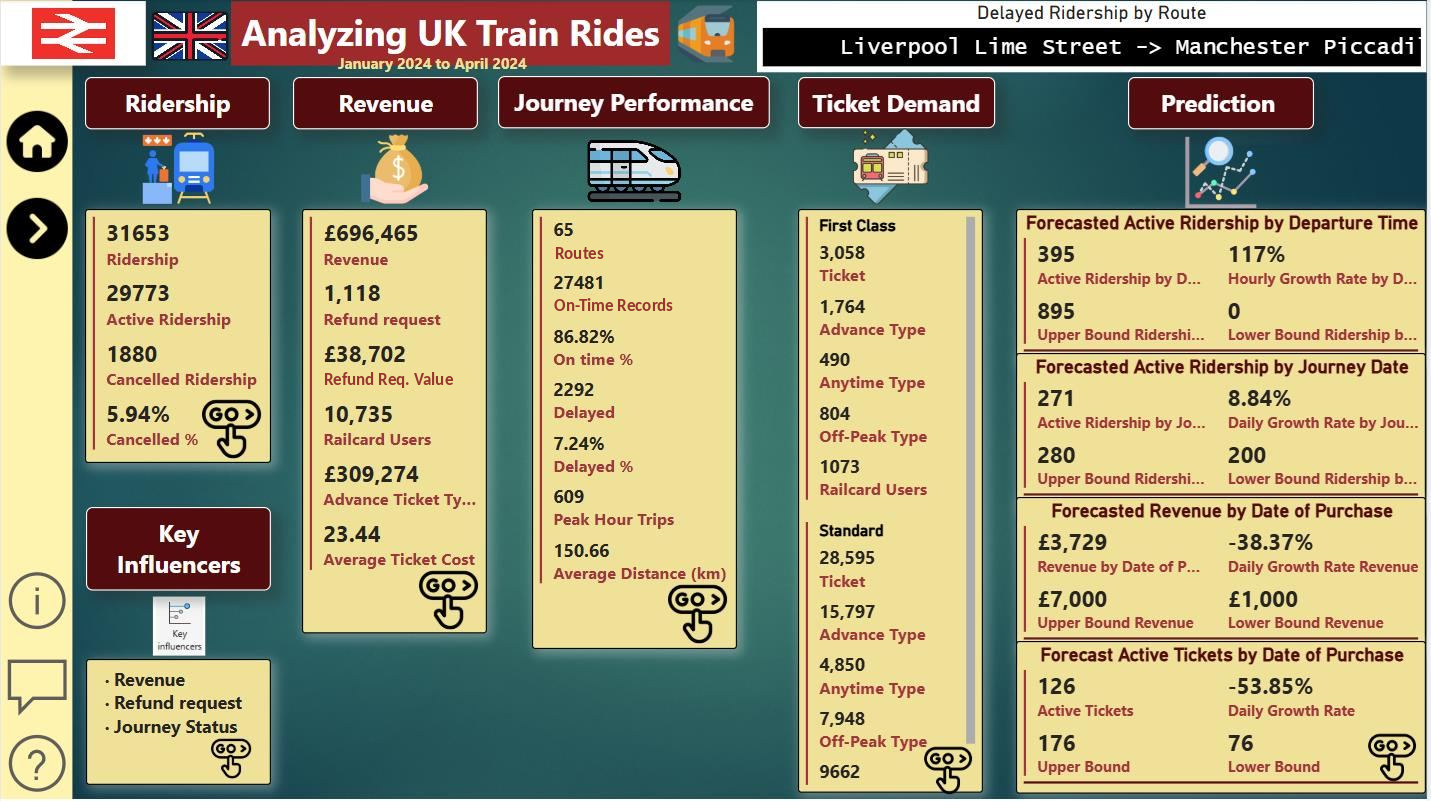 Analyzing UK Train Rides
January 2024 to April 2024
Delayed Ridership by Route
Liverpool Lime Street -> Manchester
Ridership
31653
Ridership
29773
Active Ridership
1880
Cancelled Ridership
5.94%
Cancelled %
GO >
Key
Influencers
Key
influencers
· Revenue
· Refund request
· Journey Status
GO >
Revenue
$
£696,465
Revenue
1,118
Refund request
£38,702
Refund Req. Value
10,735
Railcard Users
£309,274
Advance Ticket Ty...
23.44
Average Ticket Cost
GO >
Journey Performance
65
Routes
27481
On-Time Records
86.82%
On time %
2292
Delayed
7.24%
Delayed %
609
Peak Hour Trips
150.66
Average Distance (km)
GO >
Ticket Demand
First Class
3,058
Ticket
1,764
Advance Type
490
Anytime Type
804
Off-Peak Type
1073
Railcard Users
Standard
28,595
Ticket
15,797
Advance Type
4,850
Anytime Type
7,948
Off-Peak Type
9662
GO >
Prediction
Forecasted Active Ridership by Departure Time
395 117%
Active Ridership by D... Hourly Growth Rate by D...
895 0
Upper Bound Ridershi... Lower Bound Ridership b...
Forecasted Active Ridership by Journey Date
271 8.84%
Active Ridership by Jo... Daily Growth Rate by Jou...
280 200
Upper Bound Ridershi... Lower Bound Ridership b...
Forecasted Revenue by Date of Purchase
£3,729 -38.37%
Revenue by Date of P... Daily Growth Rate Revenue
£7,000 £1,000
Upper Bound Revenue Lower Bound Revenue
Forecast Active Tickets by Date of Purchase
126 -53.85%
Active Tickets Daily Growth Rate
176 76
Upper Bound Lower Bound
GO >
i
?